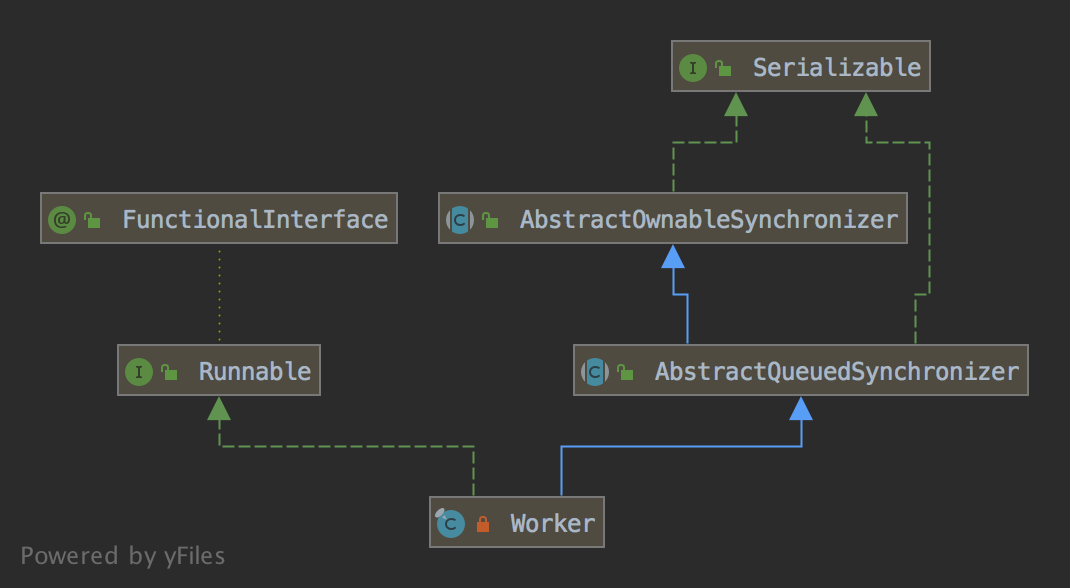 I Serializable
@ FunctionalInterface
C AbstractOwnableSynchronizer
I Runnable
C AbstractQueuedSynchronizer
C Worker
Powered by yFiles